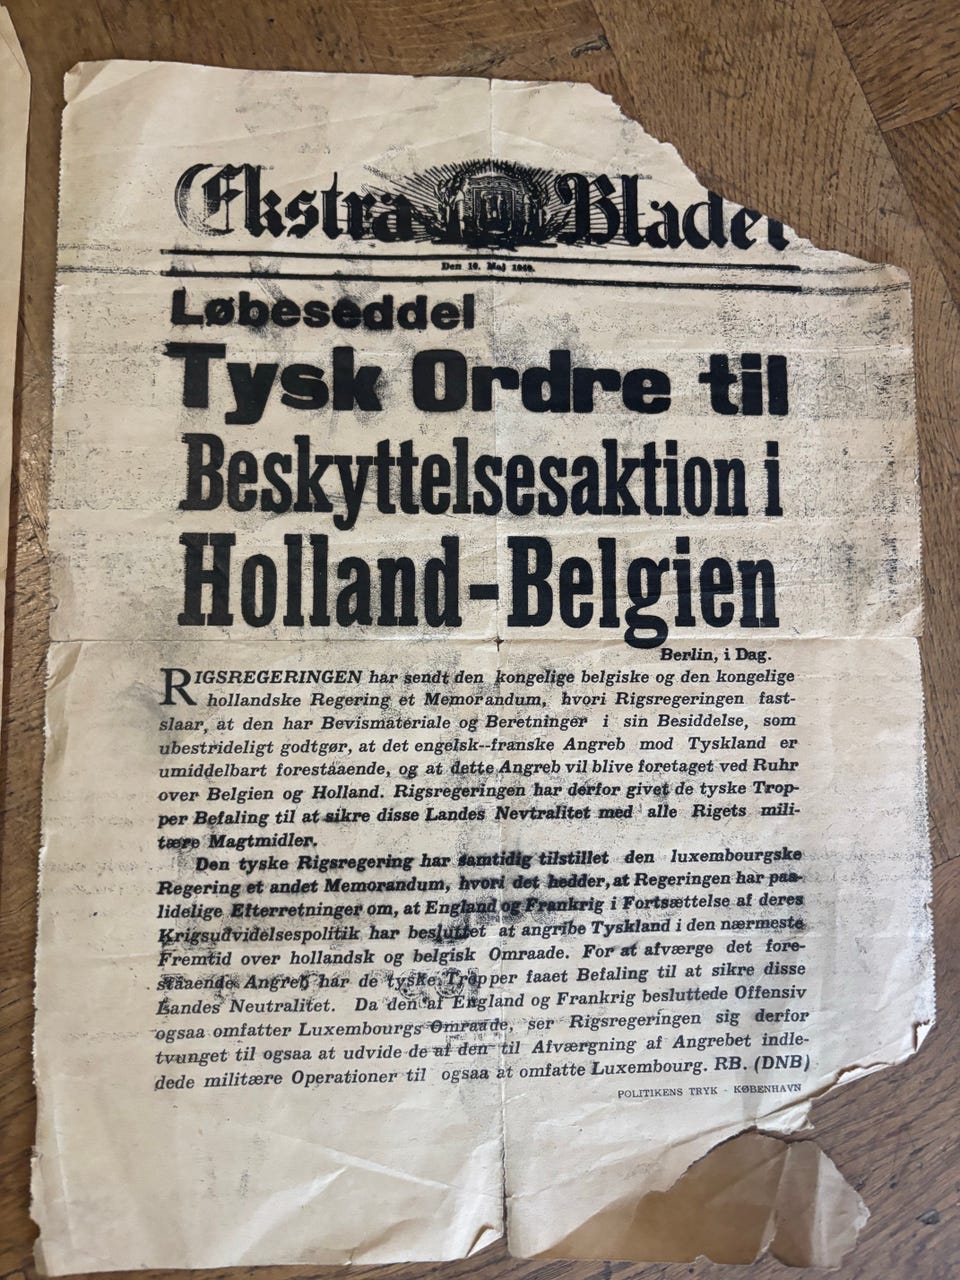 Ekstra Bladet
Den 10. Maj 1940.
Løbeseddel
Tysk Ordre til
Beskyttelsesaktion i
Holland-Belgien
Berlin, i Dag.
RIGSREGERINGEN har sendt den kongelige belgiske og den kongelige
hollandske Regering et Memorandum, hvori Rigsregeringen fast-
slaar, at den har Bevismateriale og Beretninger i sin Besiddelse, som
ubestrideligt godtgør, at det engelsk--franske Angreb mod Tyskland er
umiddelbart forestaaende, og at dette Angreb vil blive foretaget ved Ruhr
over Belgien og Holland. Rigsregeringen har derfor givet de tyske Trop-
per Befaling til at sikre disse Landes Nevtralitet med alle Rigets mili-
tære Magtmidler.
Den tyske Rigsregering har samtidig tilstillet den luxembourgske
Regering et andet Memorandum, hvori det hedder, at Regeringen har paa-
lidelige Efterretninger om, at England og Frankrig i Fortsættelse af deres
Krigsudvidelsespolitik har besluttet at angribe Tyskland i den nærmeste
Fremtid over hollandsk og belgisk Omraade. For at afværge det fore-
staaende Angreb har de tyske Tropper faaet Befaling til at sikre disse
Landes Neutralitet. Da den af England og Frankrig besluttede Offensiv
ogsaa omfatter Luxembourgs Omraade, ser Rigsregeringen sig derfor
tvunget til ogsaa at udvide de af den til Afværgning af Angrebet indle-
dede militære Operationer til ogsaa at omfatte Luxembourg. RB. (DNB)
POLITIKENS TRYK - KØBENHAVN